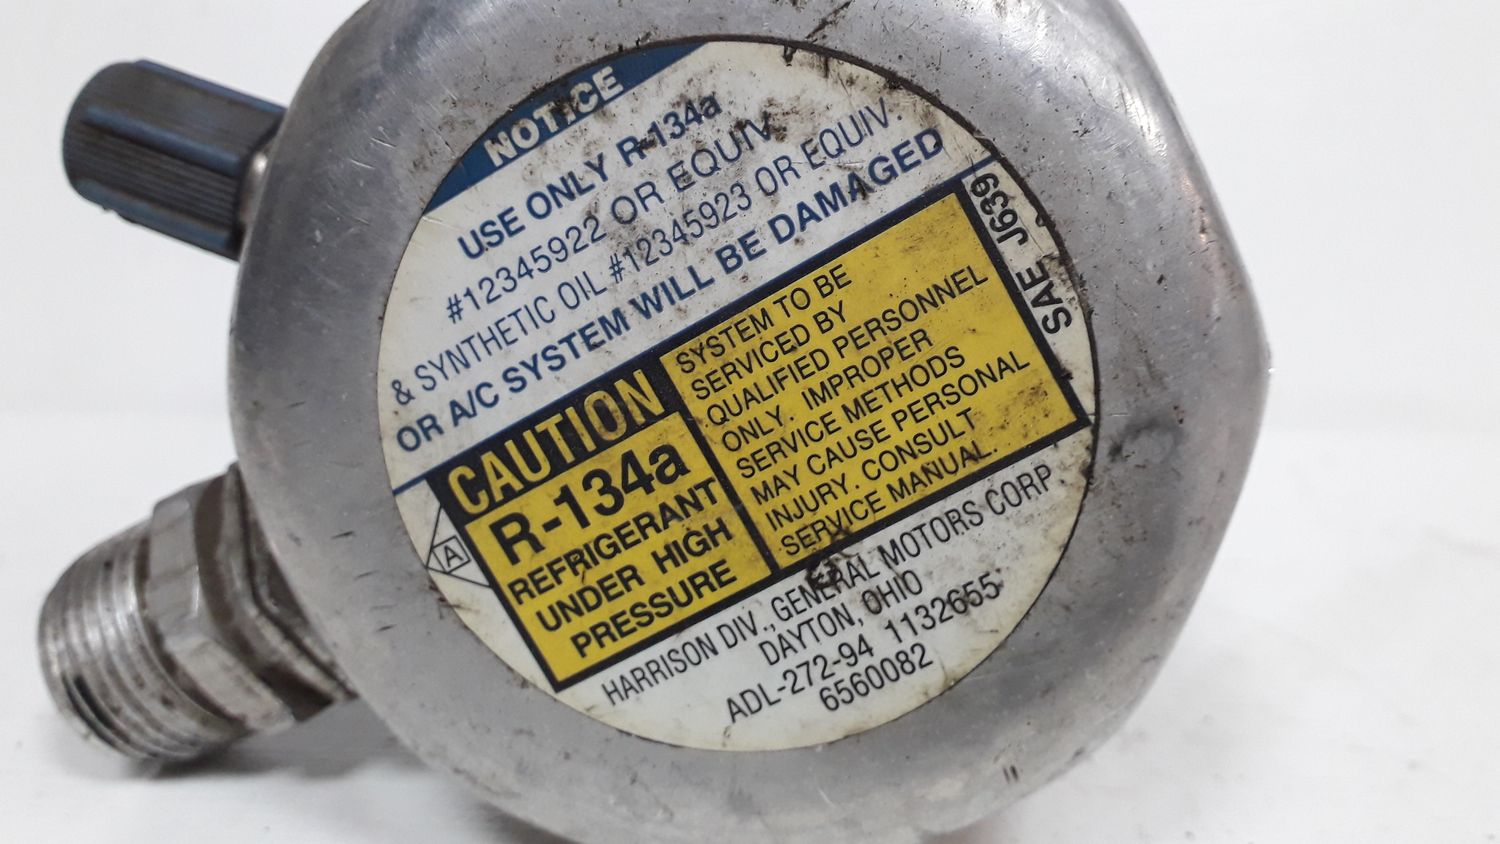 NOTICE
USE ONLY R-134a
#12345922 OR EQUIV.
& SYNTHETIC OIL #12345923 OR EQUIV.
OR A/C SYSTEM WILL BE DAMAGED
SAE J639
CAUTION
R-134a
REFRIGERANT
UNDER HIGH
PRESSURE
SYSTEM TO BE
SERVICED BY
QUALIFIED PERSONNEL
ONLY. IMPROPER
SERVICE METHODS
MAY CAUSE PERSONAL
INJURY. CONSULT
SERVICE MANUAL.
A
HARRISON DIV., GENERAL MOTORS CORP.
DAYTON, OHIO
ADL-272-94 1132655
6560082